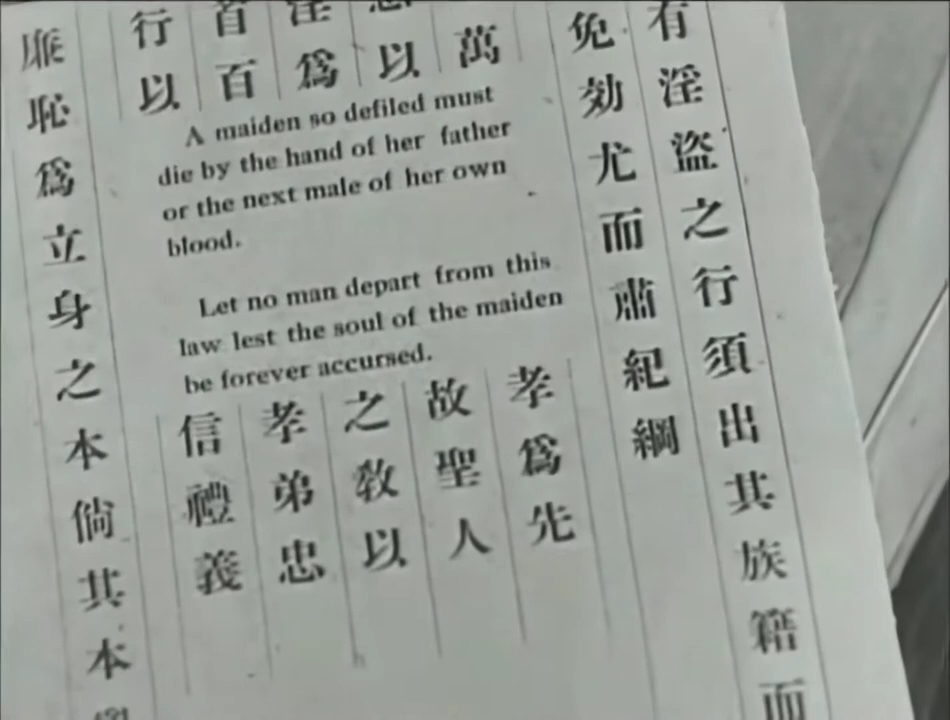 有淫盜之行須出其族籍而
免効尤而肅紀綱
萬
以
淫爲
首百
行以
A maiden so defiled must
die by the hand of her father
or the next male of her own
blood.
Let no man depart from this
law lest the soul of the maiden
be forever accursed.
孝爲先
故聖人
之敎以
孝弟忠
信禮義
廉恥爲立身之本倘其本